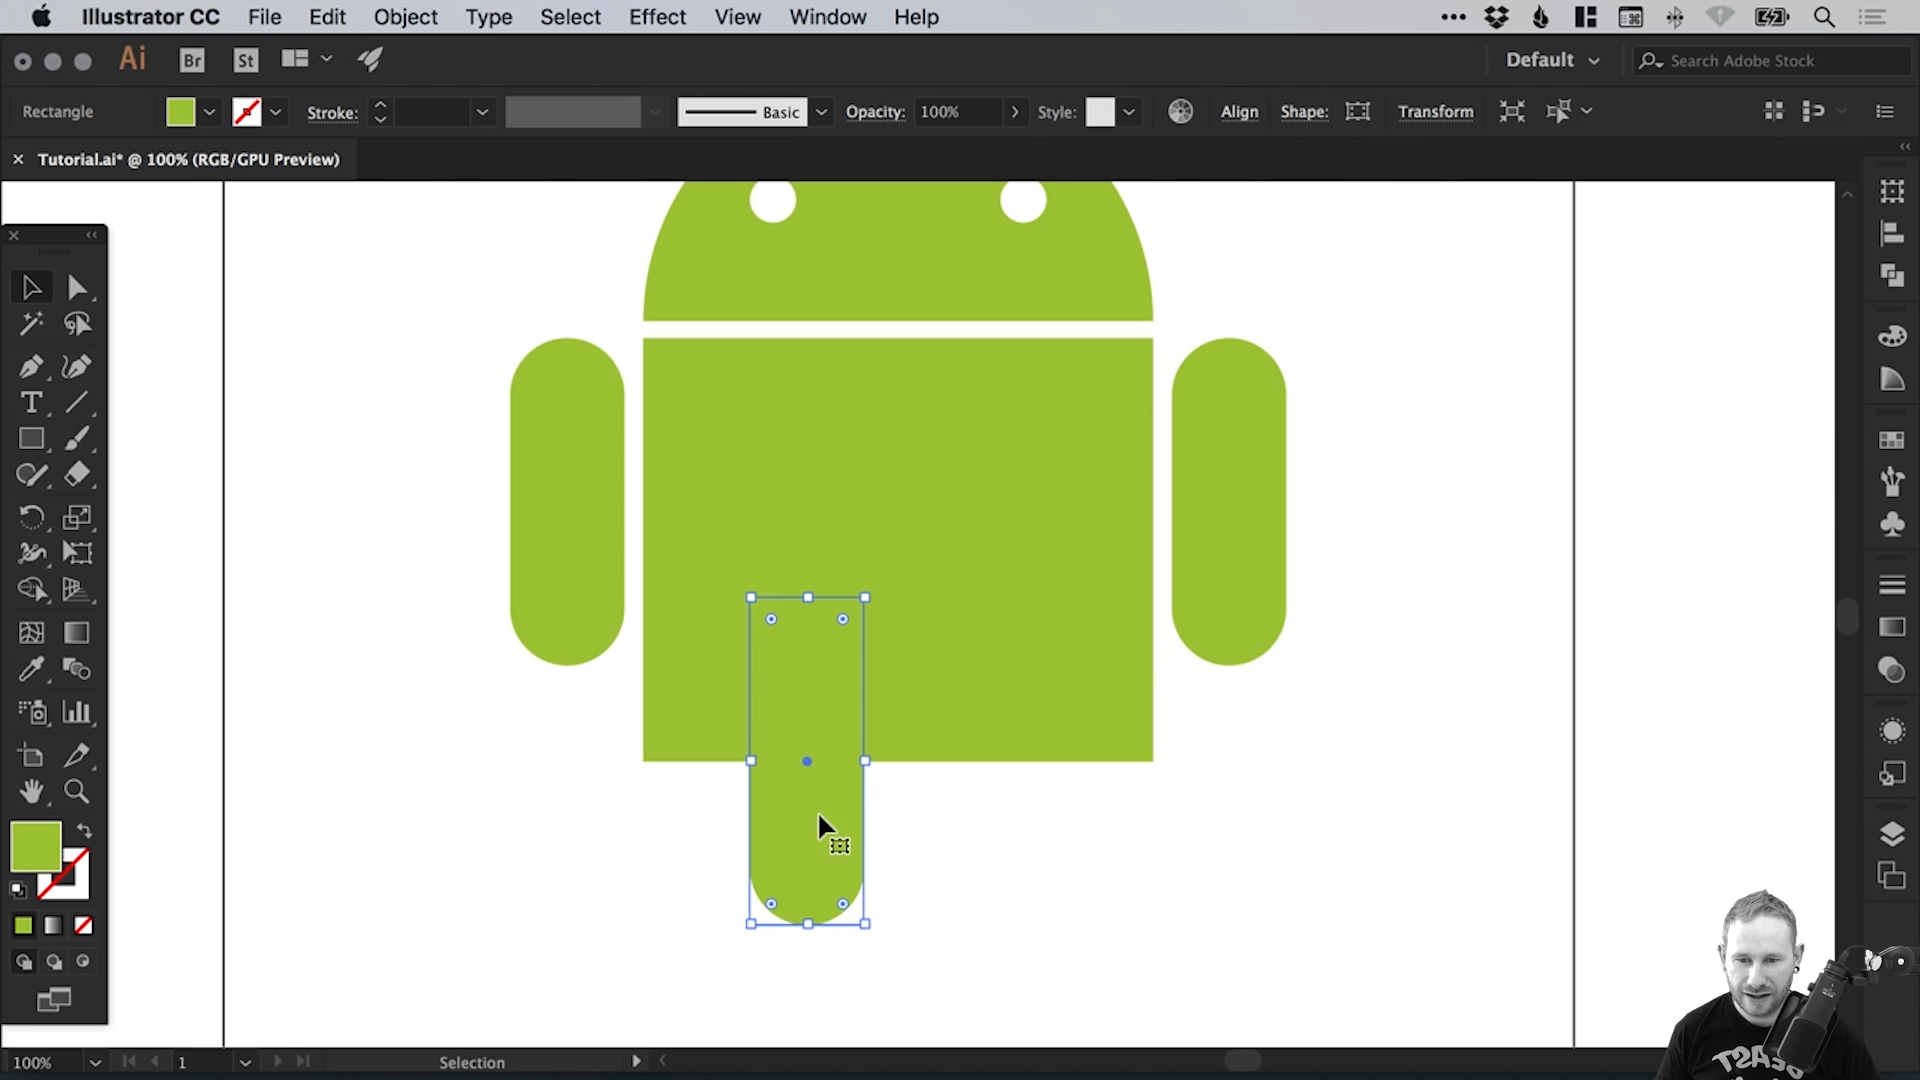 Illustrator CC File Edit Object Type Select Effect View Window Help
Ai Br St Default Search Adobe Stock
Rectangle Stroke: Basic Opacity: 100% Style: Align Shape: Transform
Tutorial.ai* @ 100% (RGB/GPU Preview)
T
BEAST
100% 1 Selection